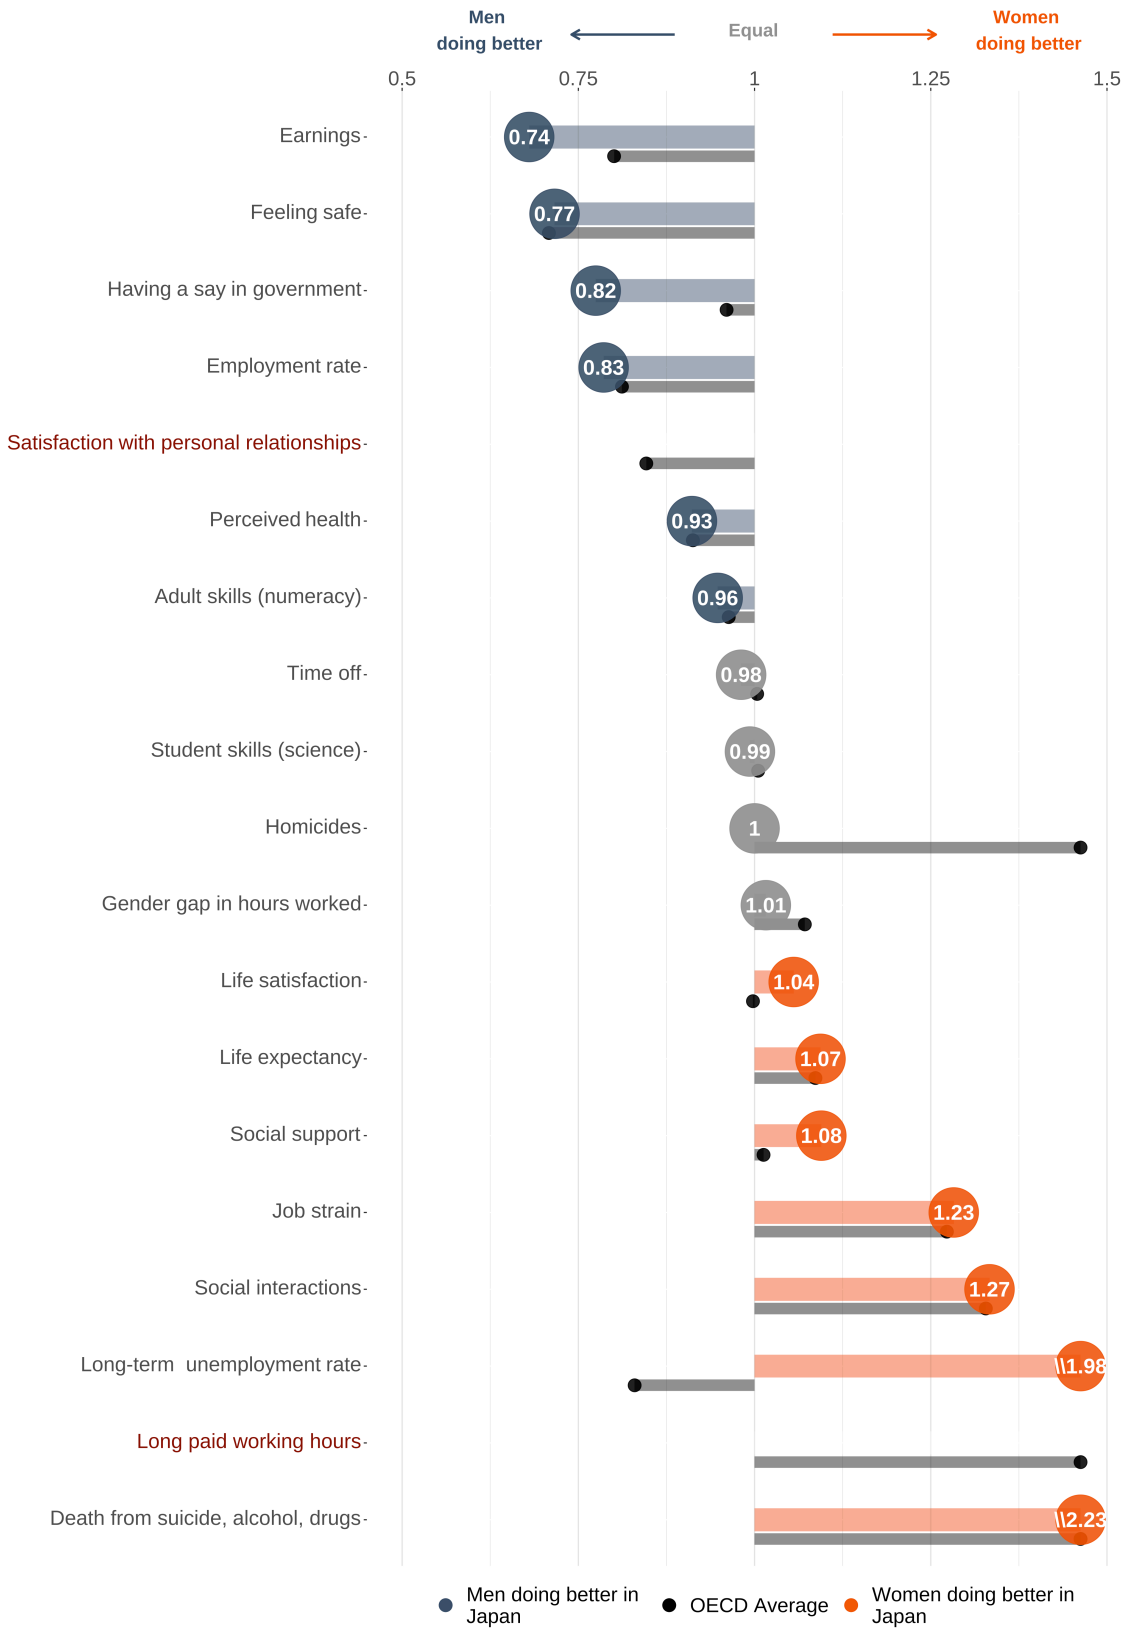 Men
doing better
Equal
Women
doing better
0.5 0.75 1 1.25 1.5
Earnings 0.74
Feeling safe 0.77
Having a say in government 0.82
Employment rate 0.83
Satisfaction with personal relationships
Perceived health 0.93
Adult skills (numeracy) 0.96
Time off 0.98
Student skills (science) 0.99
Homicides 1
Gender gap in hours worked 1.01
Life satisfaction 1.04
Life expectancy 1.07
Social support 1.08
Job strain 1.23
Social interactions 1.27
Long-term  unemployment rate \\1.98
Long paid working hours
Death from suicide, alcohol, drugs \\2.23
Men doing better in
Japan
OECD Average
Women doing better in
Japan